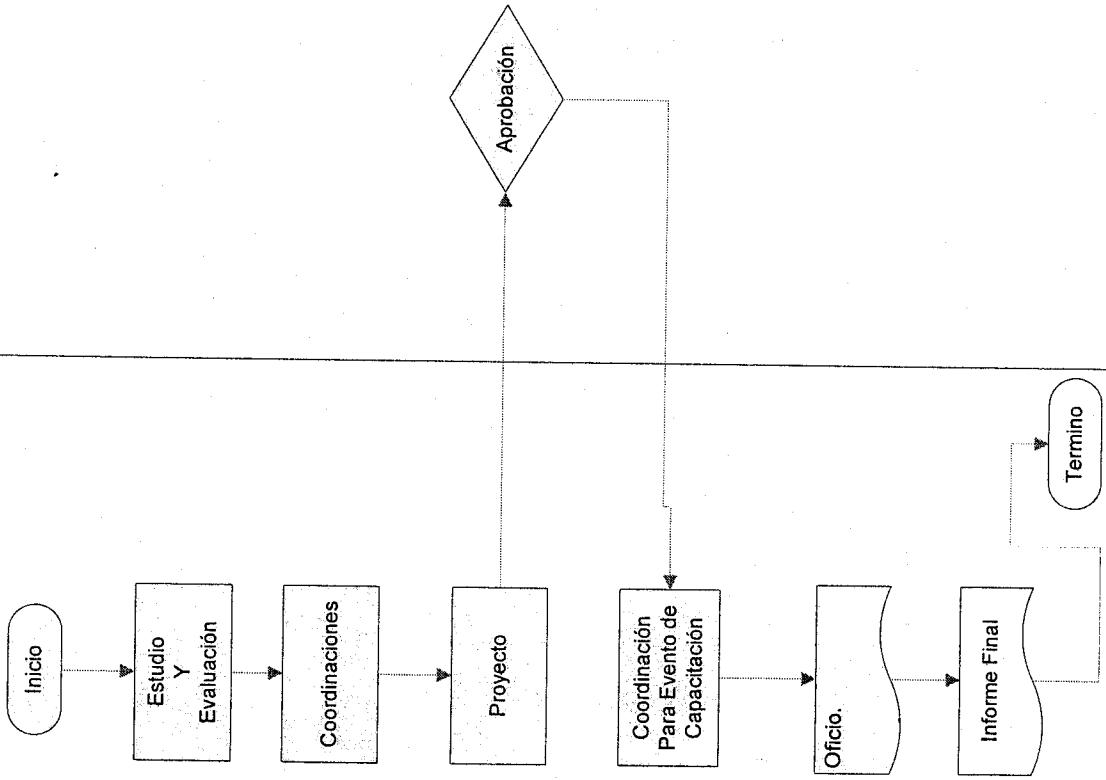 Inicio
Estudio
Y
Evaluación
Coordinaciones
Proyecto
Aprobación
Coordinación
Para Evento de
Capacitación
Oficio.
Informe Final
Termino